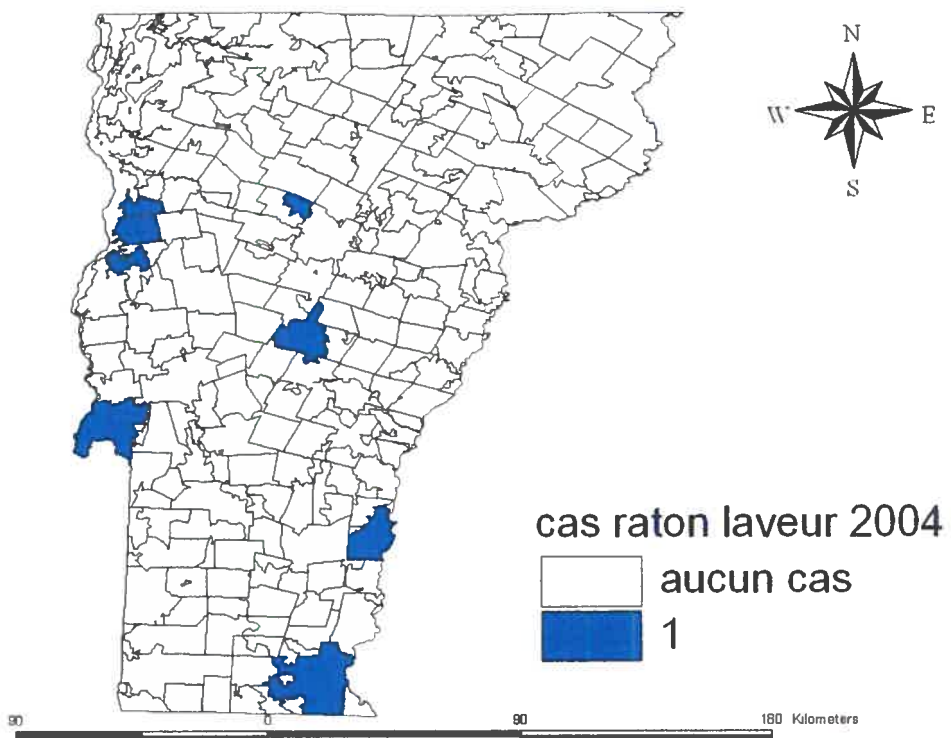 N
W E
S
cas raton laveur 2004
aucun cas
1
90 0 90 180 Kilometers